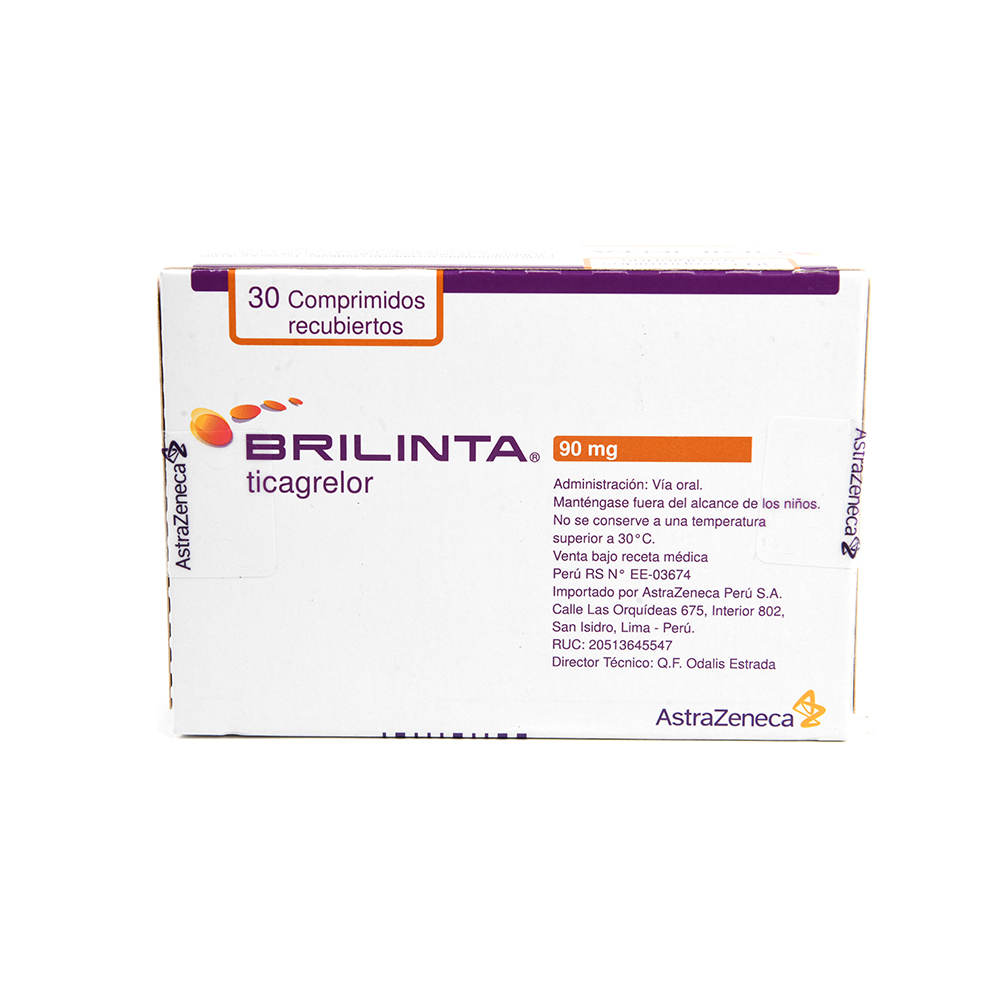 30 Comprimidos
recubiertos
BRILINTA®
ticagrelor
90 mg
Administración: Vía oral.
Manténgase fuera del alcance de los niños.
No se conserve a una temperatura
superior a 30°C.
Venta bajo receta médica
Perú RS N° EE-03674
Importado por AstraZeneca Perú S.A.
Calle Las Orquídeas 675, Interior 802,
San Isidro, Lima - Perú.
RUC: 20513645547
Director Técnico: Q.F. Odalis Estrada
AstraZeneca
AstraZeneca
AstraZeneca